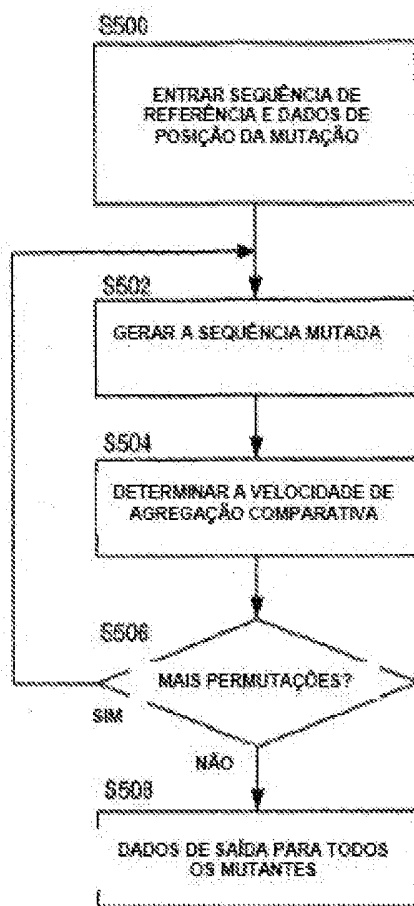 S500
ENTRAR SEQUÊNCIA DE
REFERÊNCIA E DADOS DE
POSIÇÃO DA MUTAÇÃO
S502
GERAR A SEQUÊNCIA MUTADA
S504
DETERMINAR A VELOCIDADE DE
AGREGAÇÃO COMPARATIVA
S506
MAIS PERMUTAÇÕES?
SIM
NÃO
S508
DADOS DE SAÍDA PARA TODOS
OS MUTANTES